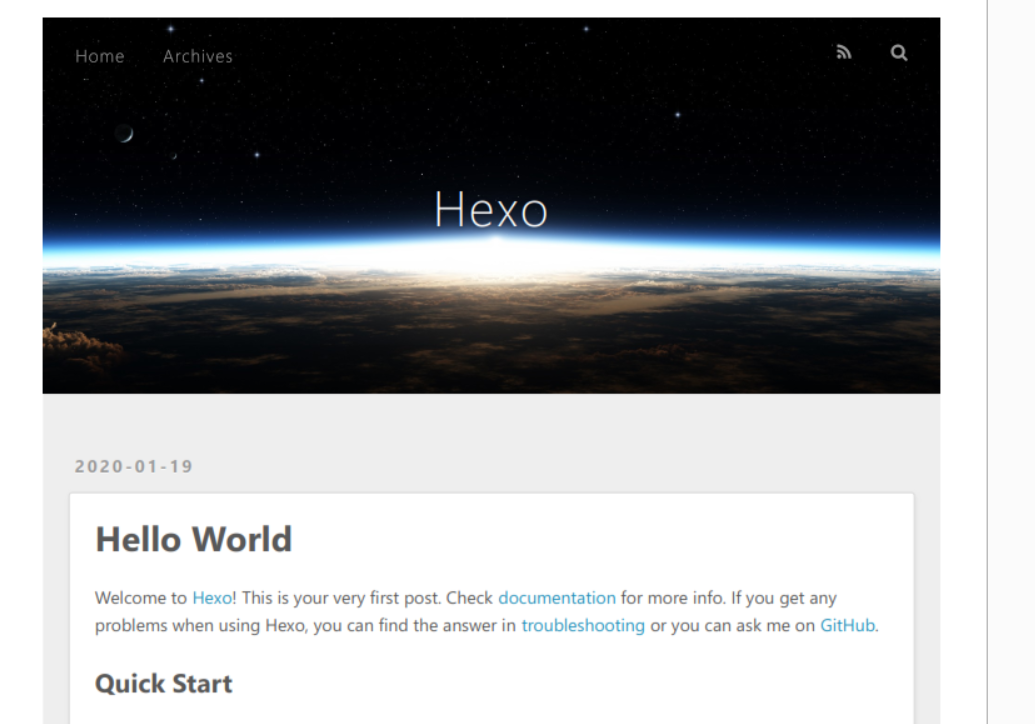 Home Archives
Hexo
2020-01-19
Hello World
Welcome to Hexo! This is your very first post. Check documentation for more info. If you get any
problems when using Hexo, you can find the answer in troubleshooting or you can ask me on GitHub.
Quick Start